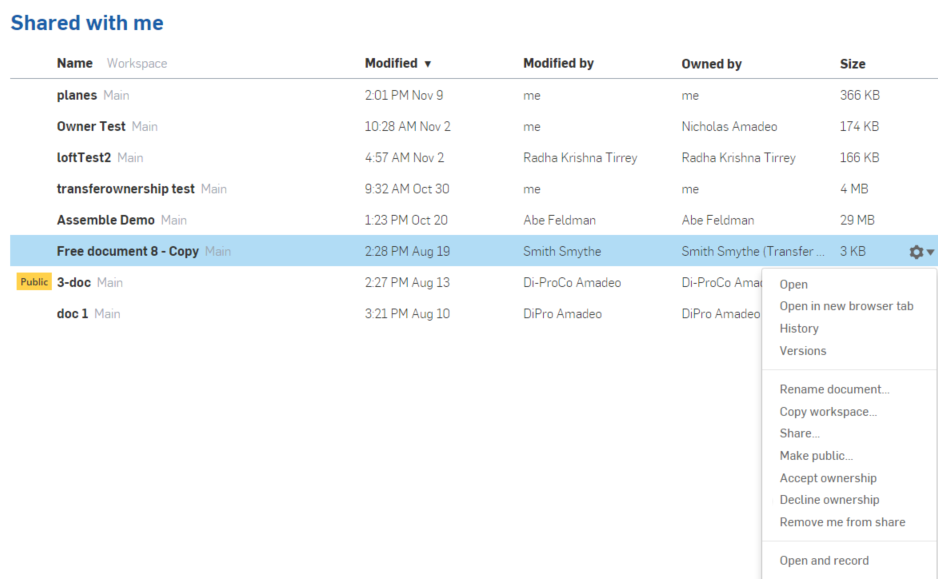 Shared with me
Name Workspace Modified ▼ Modified by Owned by Size
planes Main 2:01 PM Nov 9 me me 366 KB
Owner Test Main 10:28 AM Nov 2 me Nicholas Amadeo 174 KB
loftTest2 Main 4:57 AM Nov 2 Radha Krishna Tirrey Radha Krishna Tirrey 166 KB
transferownership test Main 9:32 AM Oct 30 me me 4 MB
Assemble Demo Main 1:23 PM Oct 20 Abe Feldman Abe Feldman 29 MB
Free document 8 - Copy Main 2:28 PM Aug 19 Smith Smythe Smith Smythe (Transfer ... 3 KB
Public 3-doc Main 2:27 PM Aug 13 Di-ProCo Amadeo Di-ProCo Amad
doc 1 Main 3:21 PM Aug 10 DiPro Amadeo DiPro Amadeo
Open
Open in new browser tab
History
Versions
Rename document...
Copy workspace...
Share...
Make public...
Accept ownership
Decline ownership
Remove me from share
Open and record